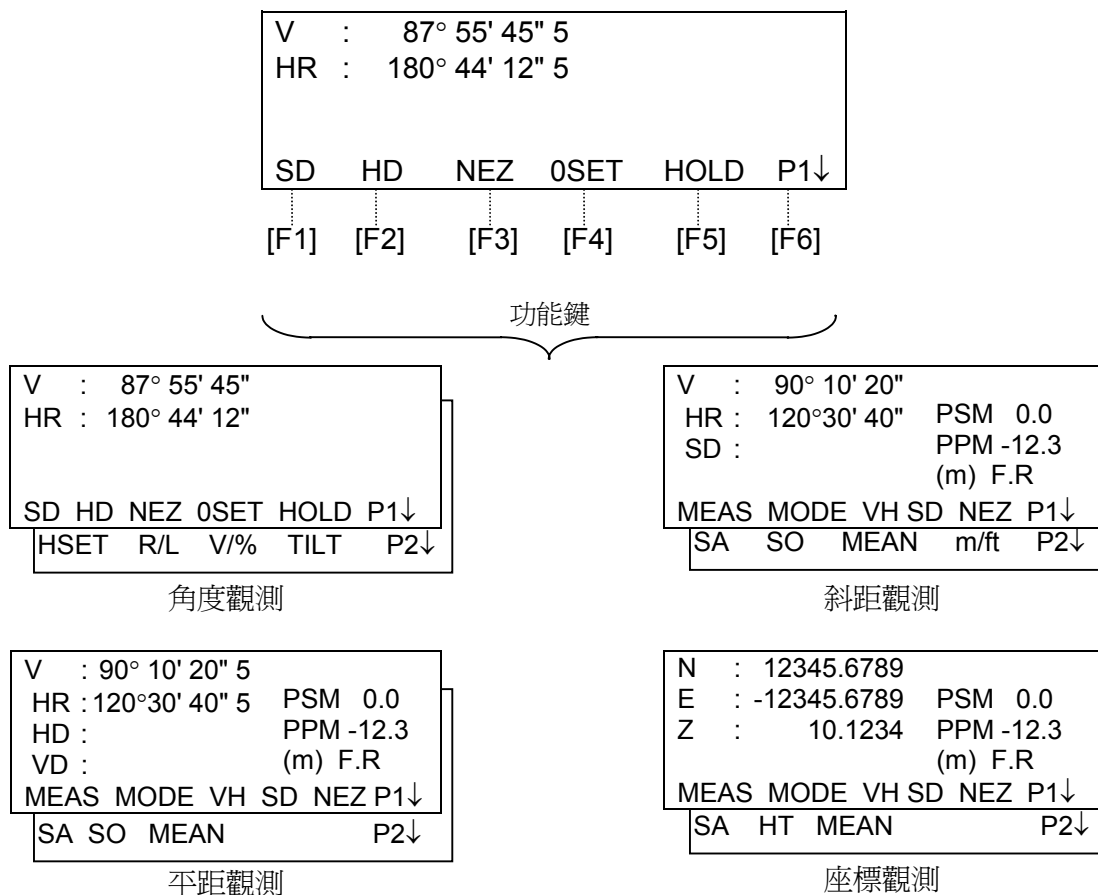 V : 87° 55' 45" 5
HR : 180° 44' 12" 5
SD HD NEZ 0SET HOLD P1↓
[F1] [F2] [F3] [F4] [F5] [F6]
功能鍵
V : 87° 55' 45"
HR : 180° 44' 12"
SD HD NEZ 0SET HOLD P1↓
HSET R/L V/% TILT P2↓
角度觀測
V : 90° 10' 20"
HR : 120°30' 40" PSM 0.0
SD : PPM -12.3
(m) F.R
MEAS MODE VH SD NEZ P1↓
SA SO MEAN m/ft P2↓
斜距觀測
V : 90° 10' 20" 5
HR : 120°30' 40" 5 PSM 0.0
HD : PPM -12.3
VD : (m) F.R
MEAS MODE VH SD NEZ P1↓
SA SO MEAN P2↓
平距觀測
N : 12345.6789
E : -12345.6789 PSM 0.0
Z : 10.1234 PPM -12.3
(m) F.R
MEAS MODE VH SD NEZ P1↓
SA HT MEAN P2↓
座標觀測